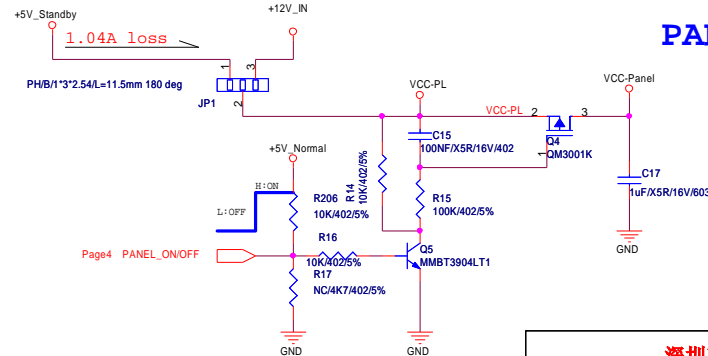 +5V_Standby
+12V_IN
1.04A loss
PA
1
3
PH/B/1*3*2.54/L=11.5mm 180 deg
2
JP1
VCC-PL
VCC-PL
2
3
VCC-Panel
C15
100NF/X5R/16V/402
1
Q4
QM3001K
+5V_Normal
R14
10K/402/5%
R15
100K/402/5%
C17
1uF/X5R/16V/603
H:ON
L:OFF
R206
10K/402/5%
GND
R16
10K/402/5%
Page4 PANEL_ON/OFF
Q5
MMBT3904LT1
R17
NC/4K7/402/5%
GND
GND